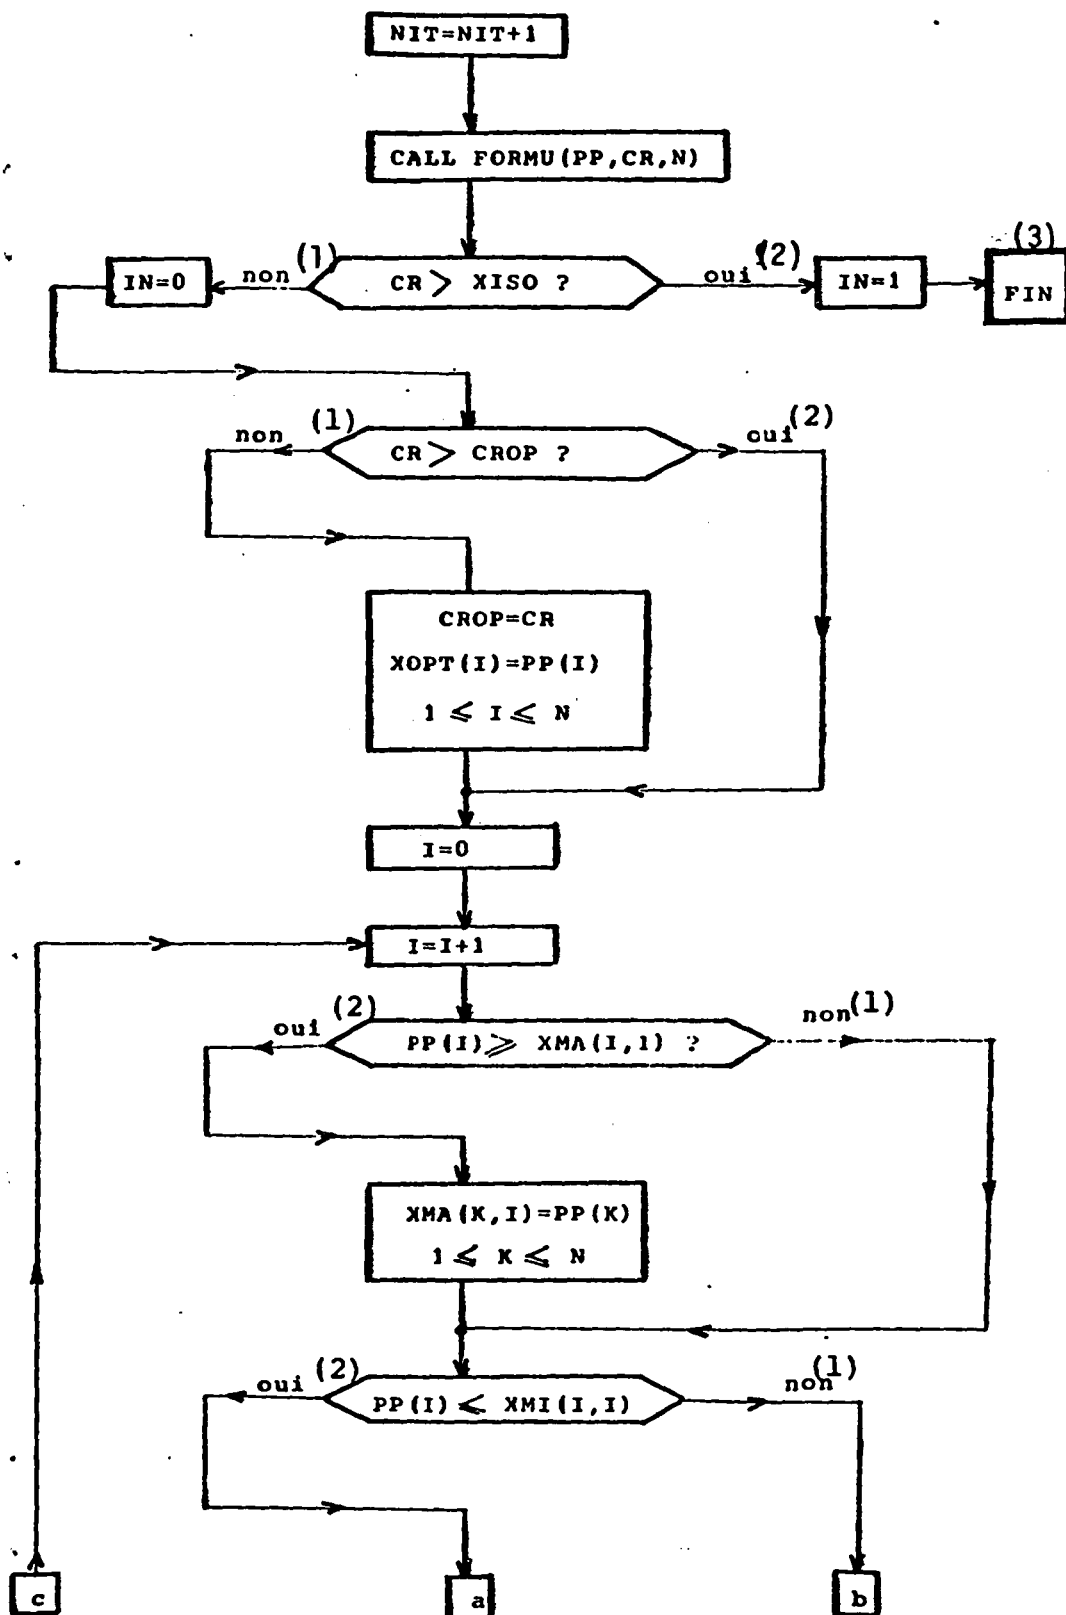 NIT=NIT+1
CALL FORMU(PP,CR,N)
(3)
IN=0 non (1) CR > XISO ? oui (2) IN=1 FIN
non (1) CR > CROP ? oui (2)
CROP=CR
XOPT(I)=PP(I)
1 ⩽ I ⩽ N
I=0
I=I+1
oui (2) PP(I) ⩾ XMA(I,1) ? non (1)
XMA(K,I)=PP(K)
1 ⩽ K ⩽ N
oui (2) PP(I) ⩽ XMI(I,I) non (1)
c a b